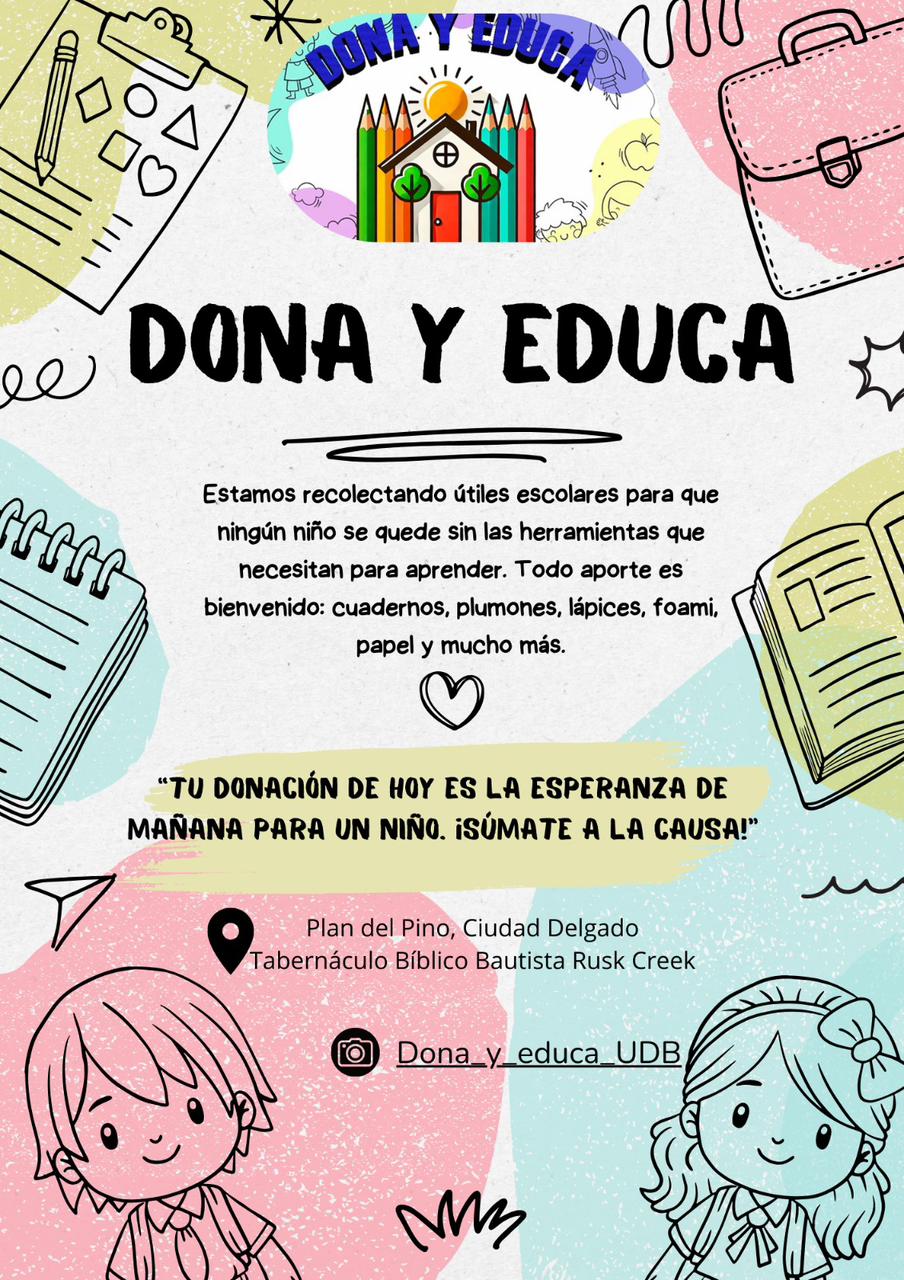 DONA Y EDUCA
DONA Y EDUCA
Estamos recolectando útiles escolares para que
ningún niño se quede sin las herramientas que
necesitan para aprender. Todo aporte es
bienvenido: cuadernos, plumones, lápices, foami,
papel y mucho más.
“TU DONACIÓN DE HOY ES LA ESPERANZA DE
MAÑANA PARA UN NIÑO. ¡SÚMATE A LA CAUSA!”
Plan del Pino, Ciudad Delgado
Tabernáculo Bíblico Bautista Rusk Creek
Dona_y_educa_UDB